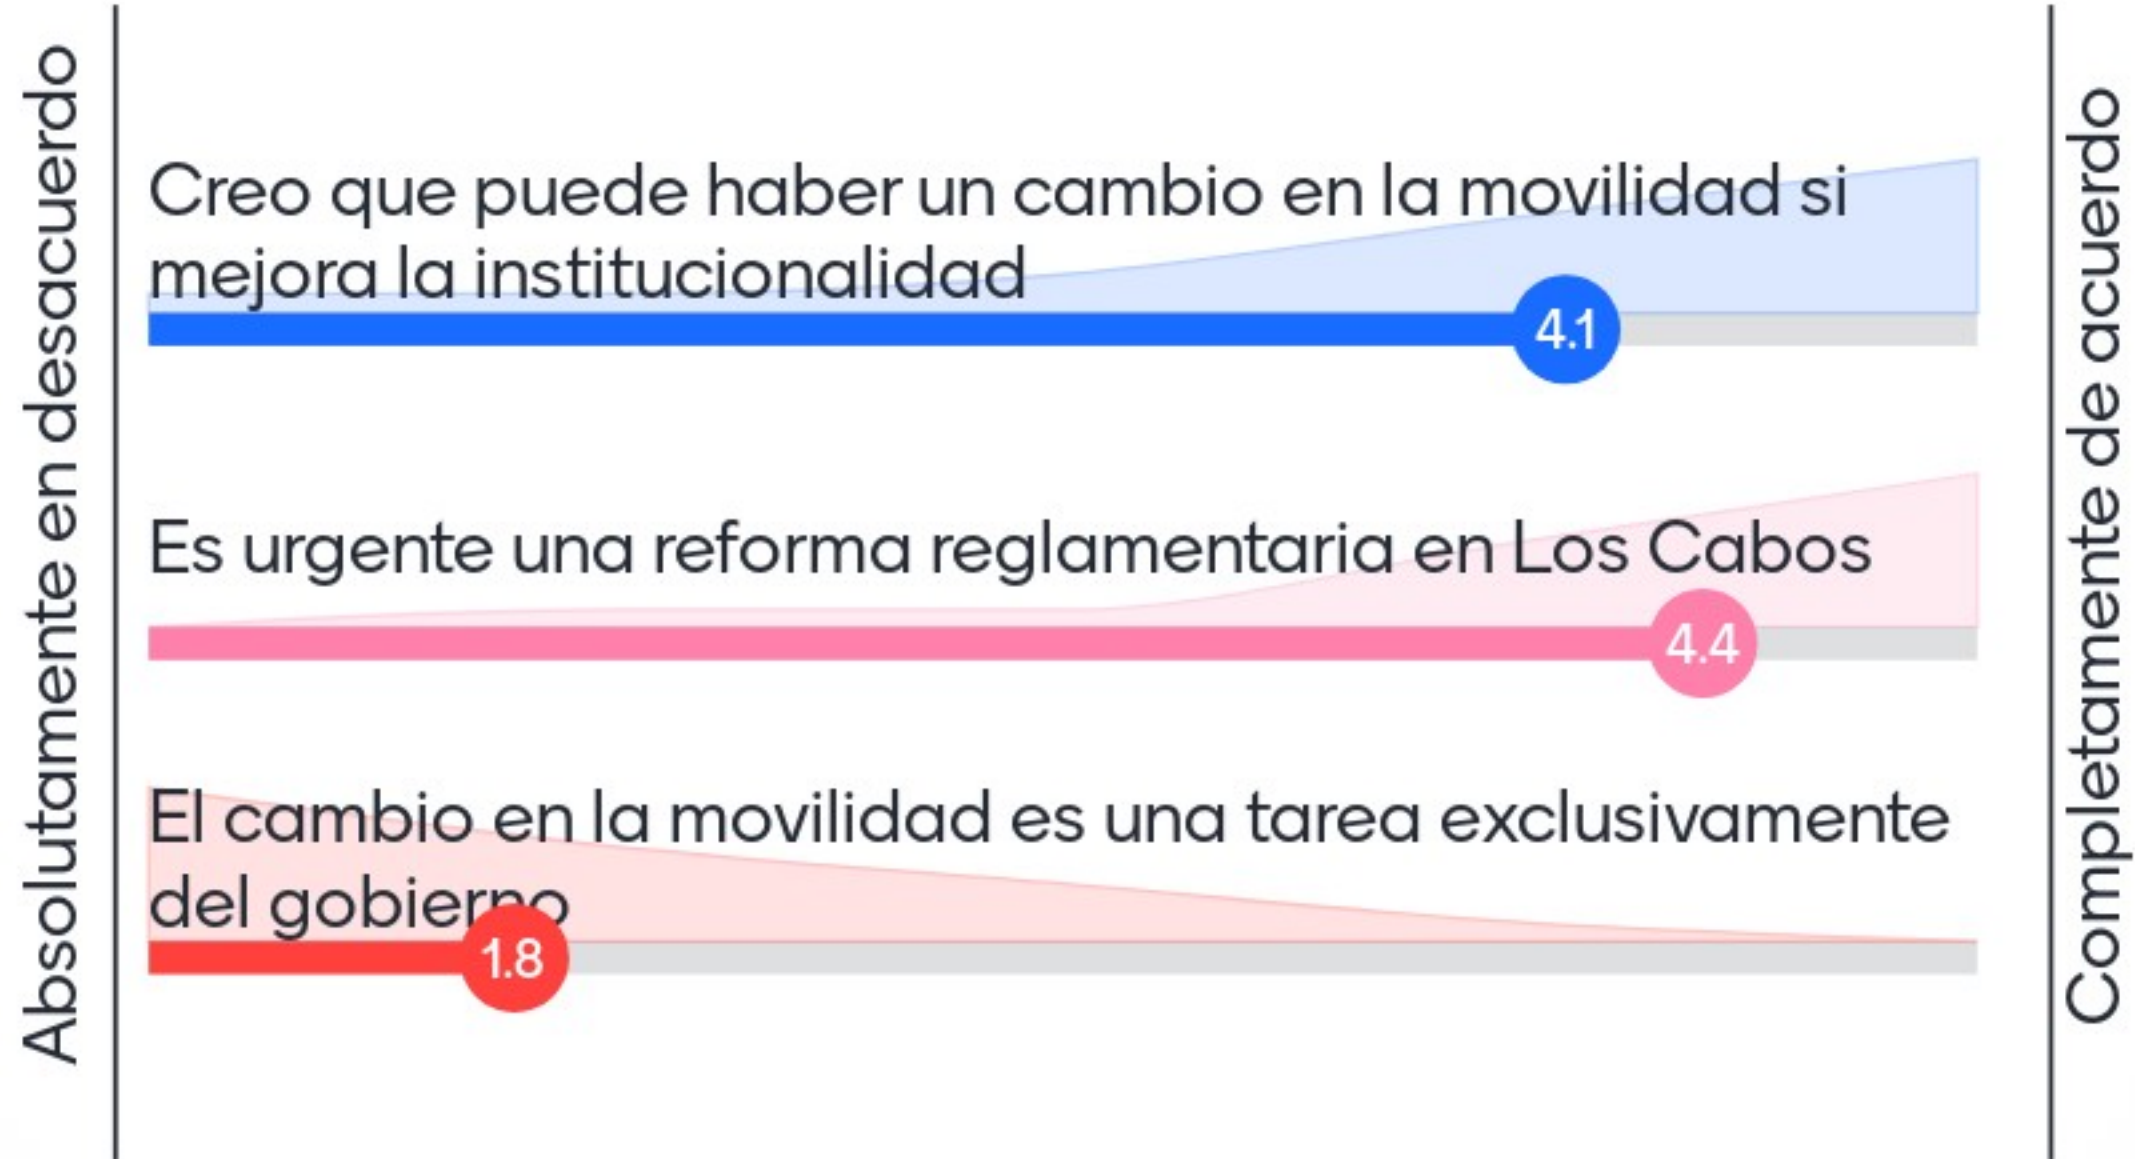 Absolutamente en desacuerdo
Creo que puede haber un cambio en la movilidad si
mejora la institucionalidad
4.1
Es urgente una reforma reglamentaria en Los Cabos
4.4
El cambio en la movilidad es una tarea exclusivamente
del gobierno
1.8
Completamente de acuerdo